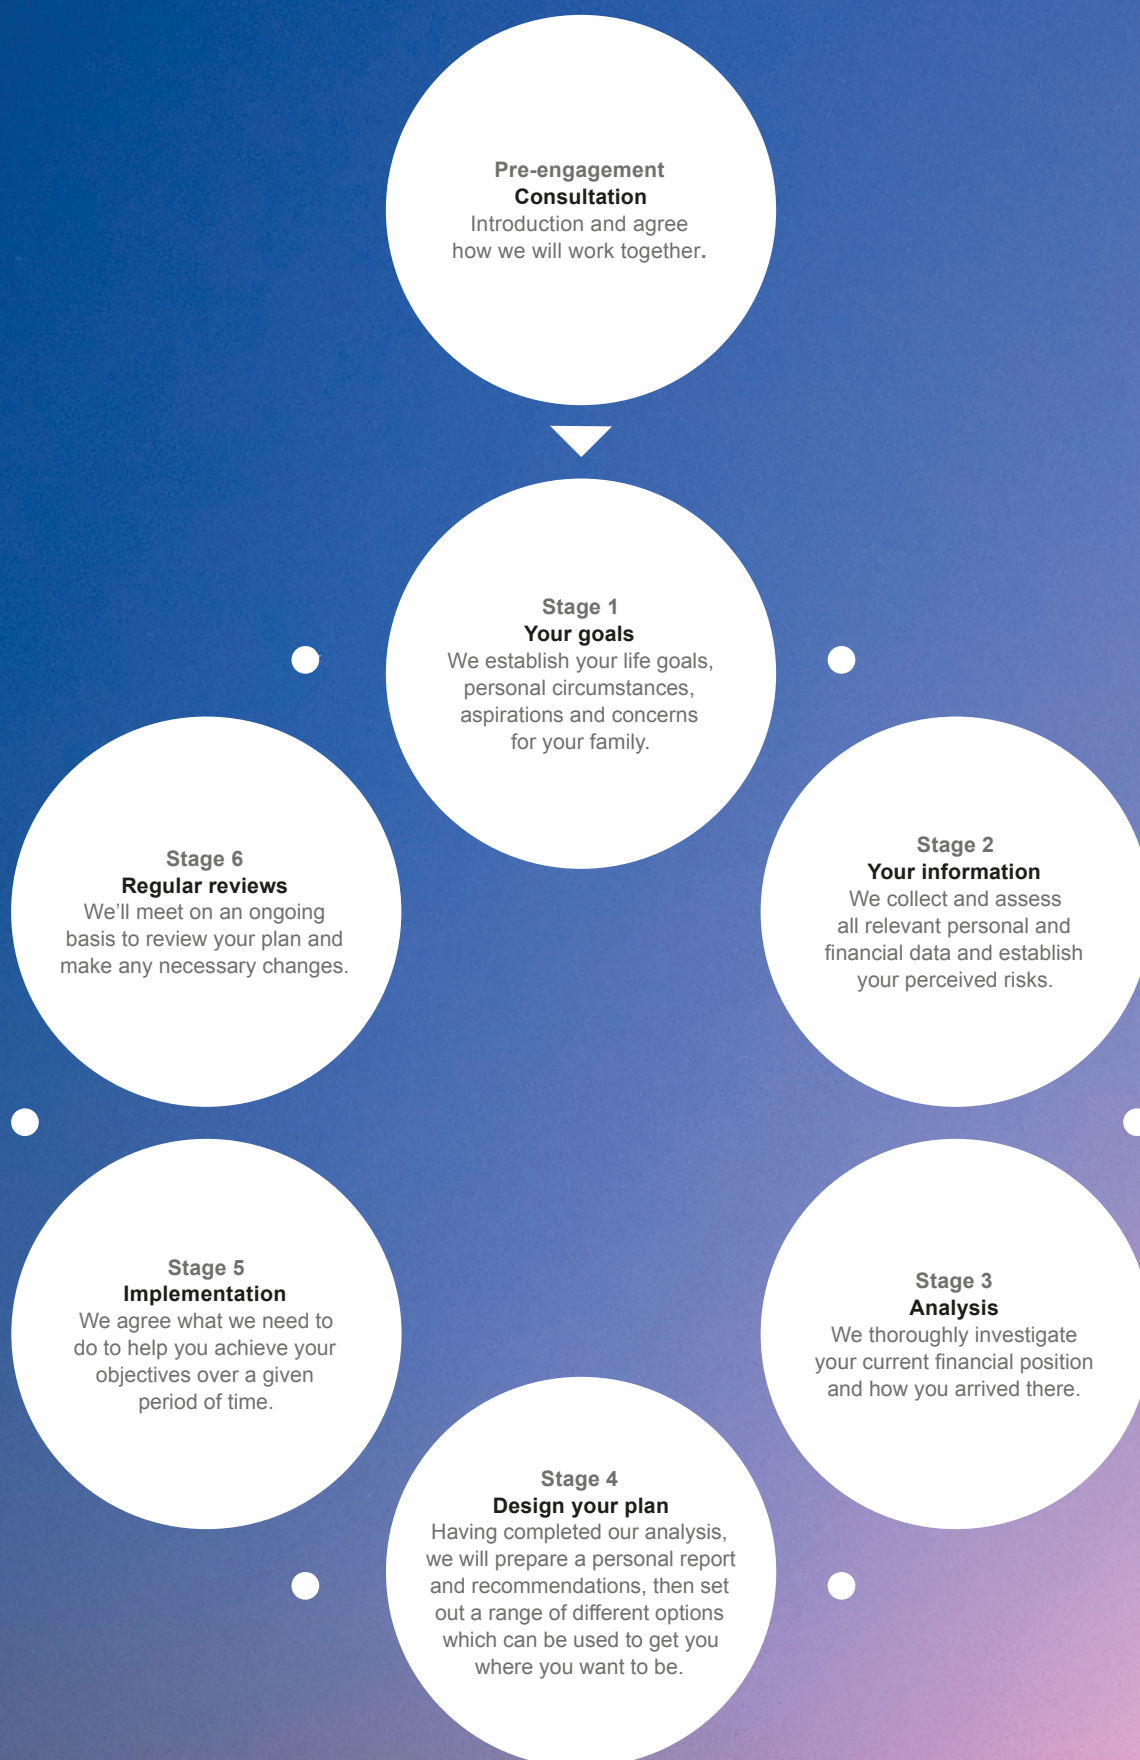 Pre-engagement
Consultation
Introduction and agree
how we will work together.
Stage 1
Your goals
We establish your life goals,
personal circumstances,
aspirations and concerns
for your family.
Stage 2
Your information
We collect and assess
all relevant personal and
financial data and establish
your perceived risks.
Stage 3
Analysis
We thoroughly investigate
your current financial position
and how you arrived there.
Stage 4
Design your plan
Having completed our analysis,
we will prepare a personal report
and recommendations, then set
out a range of different options
which can be used to get you
where you want to be.
Stage 5
Implementation
We agree what we need to
do to help you achieve your
objectives over a given
period of time.
Stage 6
Regular reviews
We’ll meet on an ongoing
basis to review your plan and
make any necessary changes.